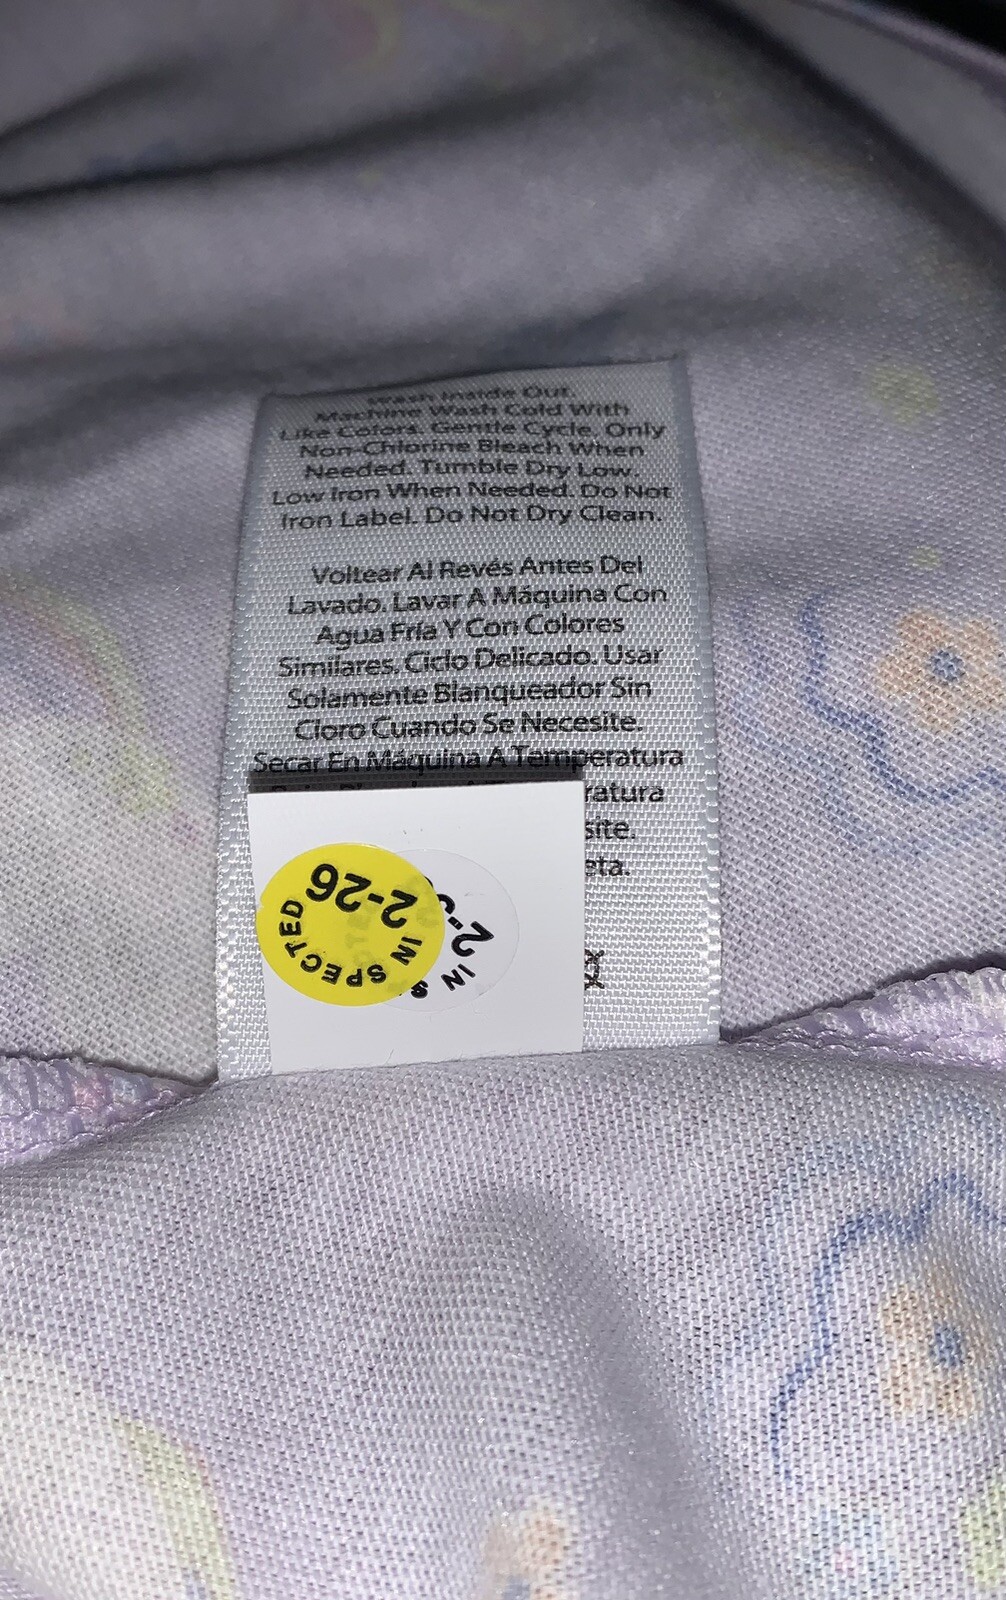 Wash Inside Out.
Machine Wash Cold With
Like Colors. Gentle Cycle. Only
Non-Chlorine Bleach When
Needed. Tumble Dry Low.
Low Iron When Needed. Do Not
Iron Label. Do Not Dry Clean.
Voltear Al Revés Antes Del
Lavado. Lavar A Máquina Con
Agua Fría Y Con Colores
Similares. Ciclo Delicado. Usar
Solamente Blanqueador Sin
Cloro Cuando Se Necesite.
Secar En Máquina A Temperatura
2-26
INSPECTED